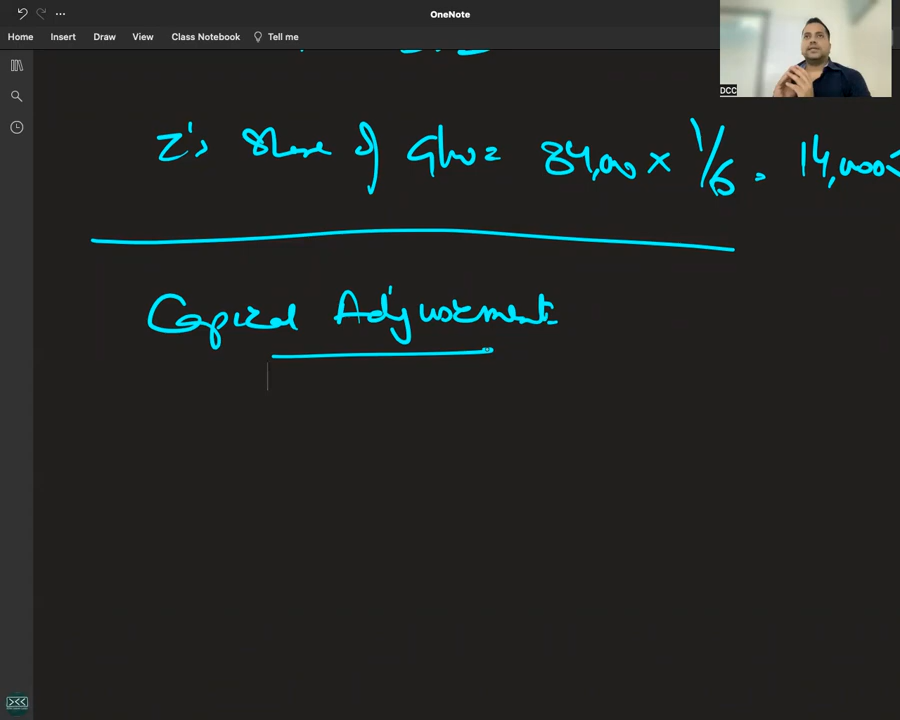 OneNote
Home Insert Draw View Class Notebook Tell me
DCC
Z's Share of G/w = 84,000 x 1/6 = 14,000
Capital Adjustment